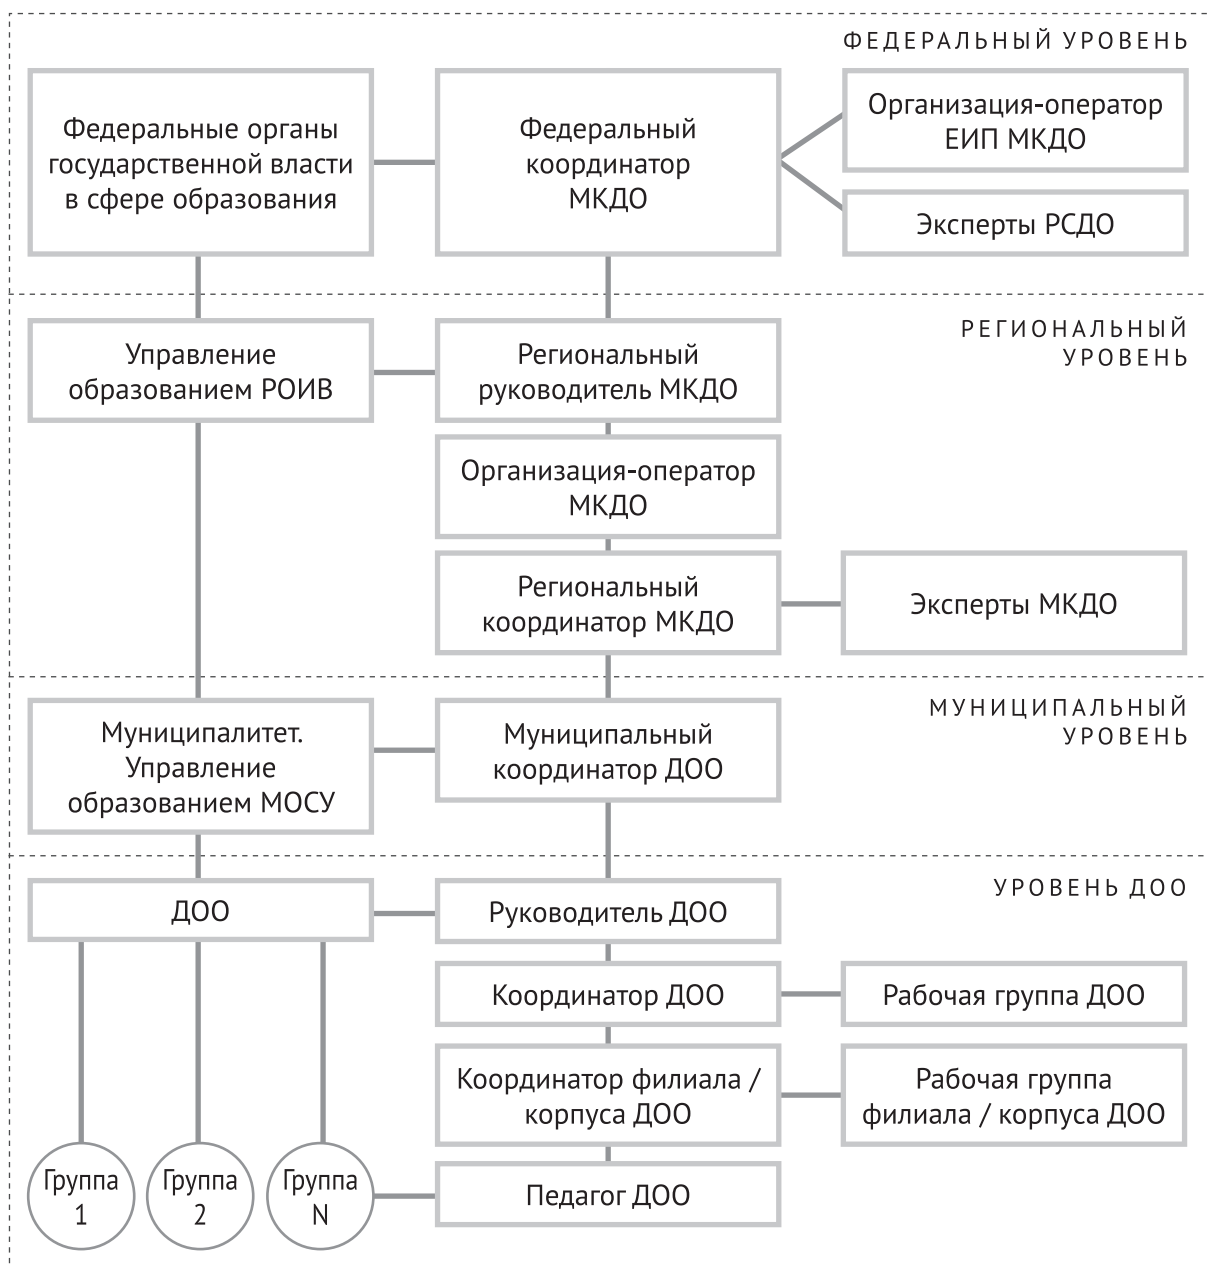 ФЕДЕРАЛЬНЫЙ УРОВЕНЬ
Федеральные органы
государственной власти
в сфере образования
Федеральный
координатор
МКДО
Организация-оператор
ЕИП МКДО
Эксперты РСДО
РЕГИОНАЛЬНЫЙ
УРОВЕНЬ
Управление
образованием РОИВ
Региональный
руководитель МКДО
Организация-оператор
МКДО
Региональный
координатор МКДО
Эксперты МКДО
МУНИЦИПАЛЬНЫЙ
УРОВЕНЬ
Муниципалитет.
Управление
образованием МОСУ
Муниципальный
координатор ДОО
УРОВЕНЬ ДОО
ДОО
Руководитель ДОО
Координатор ДОО
Рабочая группа ДОО
Координатор филиала /
корпуса ДОО
Рабочая группа
филиала / корпуса ДОО
Группа
1
Группа
2
Группа
N
Педагог ДОО